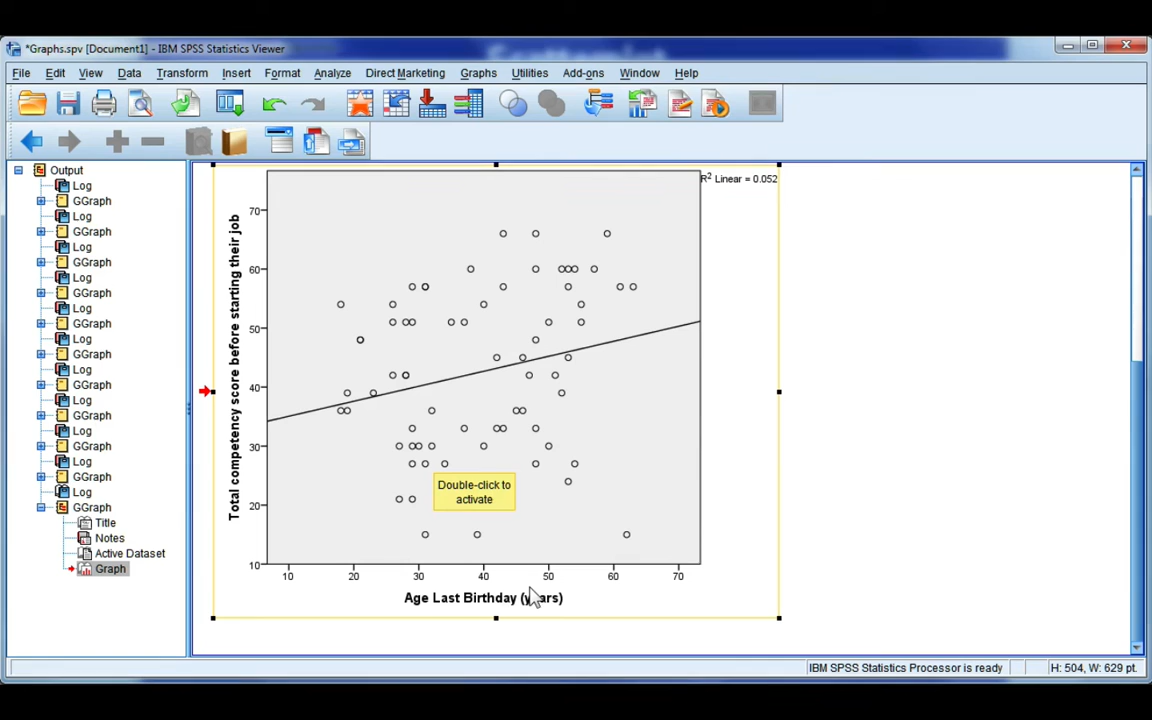 *Graphs.spv [Document1] - IBM SPSS Statistics Viewer
File Edit View Data Transform Insert Format Analyze Direct Marketing Graphs Utilities Add-ons Window Help
Output
Log
GGraph
Log
GGraph
Log
GGraph
Log
GGraph
Log
GGraph
Log
GGraph
Log
GGraph
Log
GGraph
Log
GGraph
Log
GGraph
Log
GGraph
Title
Notes
Active Dataset
Graph
R2 Linear = 0.052
Total competency score before starting their job
70
60
50
40
30
20
10
Double-click to
activate
10 20 30 40 50 60 70
Age Last Birthday (years)
IBM SPSS Statistics Processor is ready H: 504, W: 629 pt.